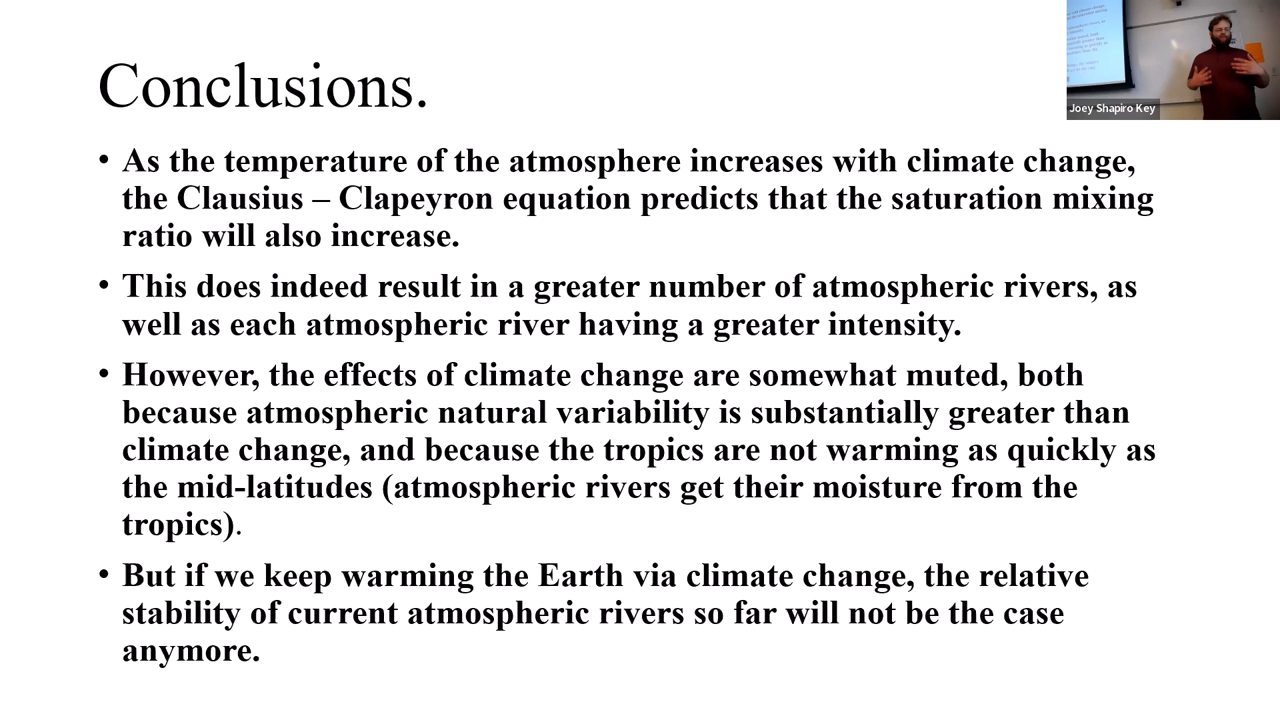 Conclusions.
• As the temperature of the atmosphere increases with climate change,
the Clausius – Clapeyron equation predicts that the saturation mixing
ratio will also increase.
• This does indeed result in a greater number of atmospheric rivers, as
well as each atmospheric river having a greater intensity.
• However, the effects of climate change are somewhat muted, both
because atmospheric natural variability is substantially greater than
climate change, and because the tropics are not warming as quickly as
the mid-latitudes (atmospheric rivers get their moisture from the
tropics).
• But if we keep warming the Earth via climate change, the relative
stability of current atmospheric rivers so far will not be the case
anymore.
Joey Shapiro Key